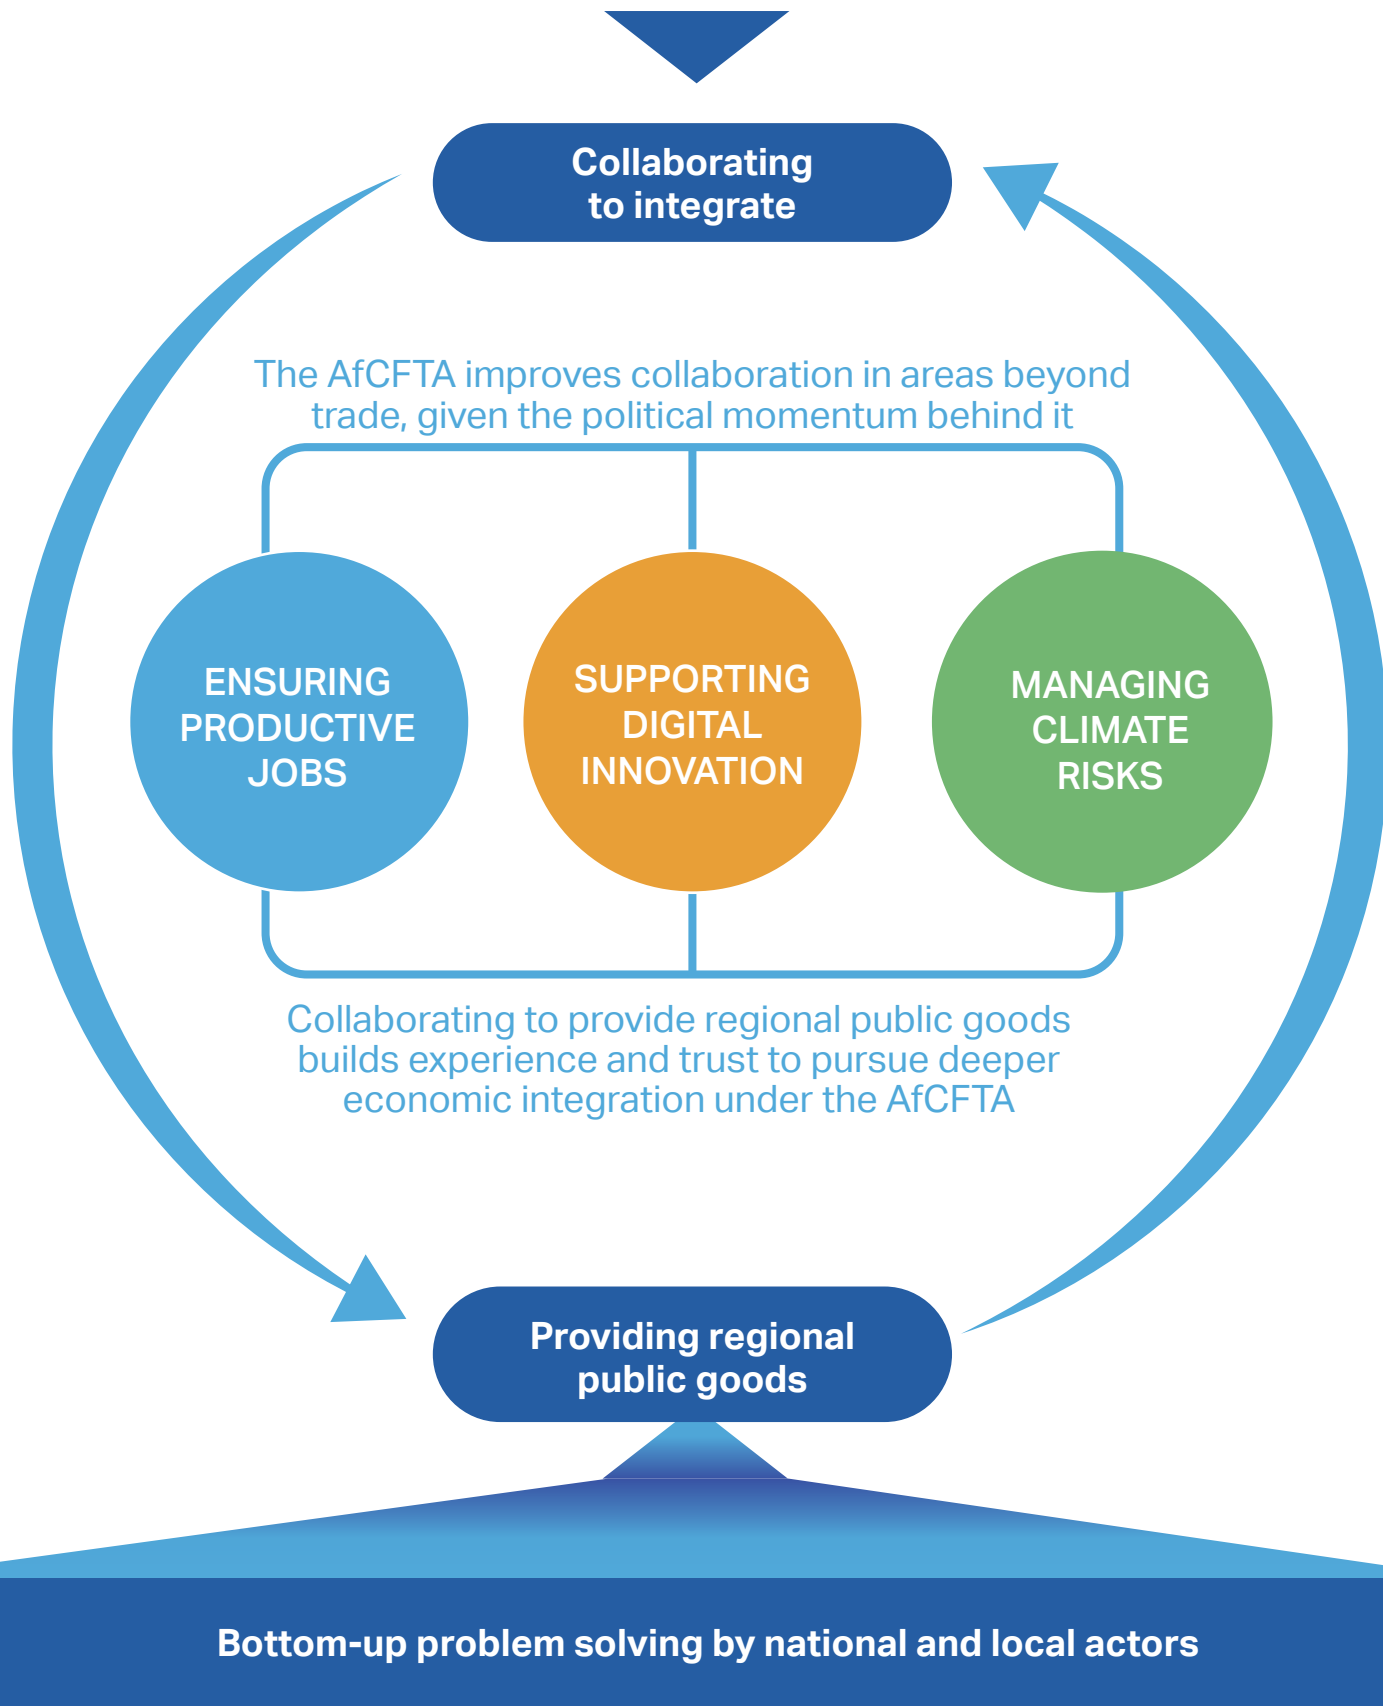 Collaborating
to integrate
The AfCFTA improves collaboration in areas beyond
trade, given the political momentum behind it
ENSURING
PRODUCTIVE
JOBS
SUPPORTING
DIGITAL
INNOVATION
MANAGING
CLIMATE
RISKS
Collaborating to provide regional public goods
builds experience and trust to pursue deeper
economic integration under the AfCFTA
Providing regional
public goods
Bottom-up problem solving by national and local actors